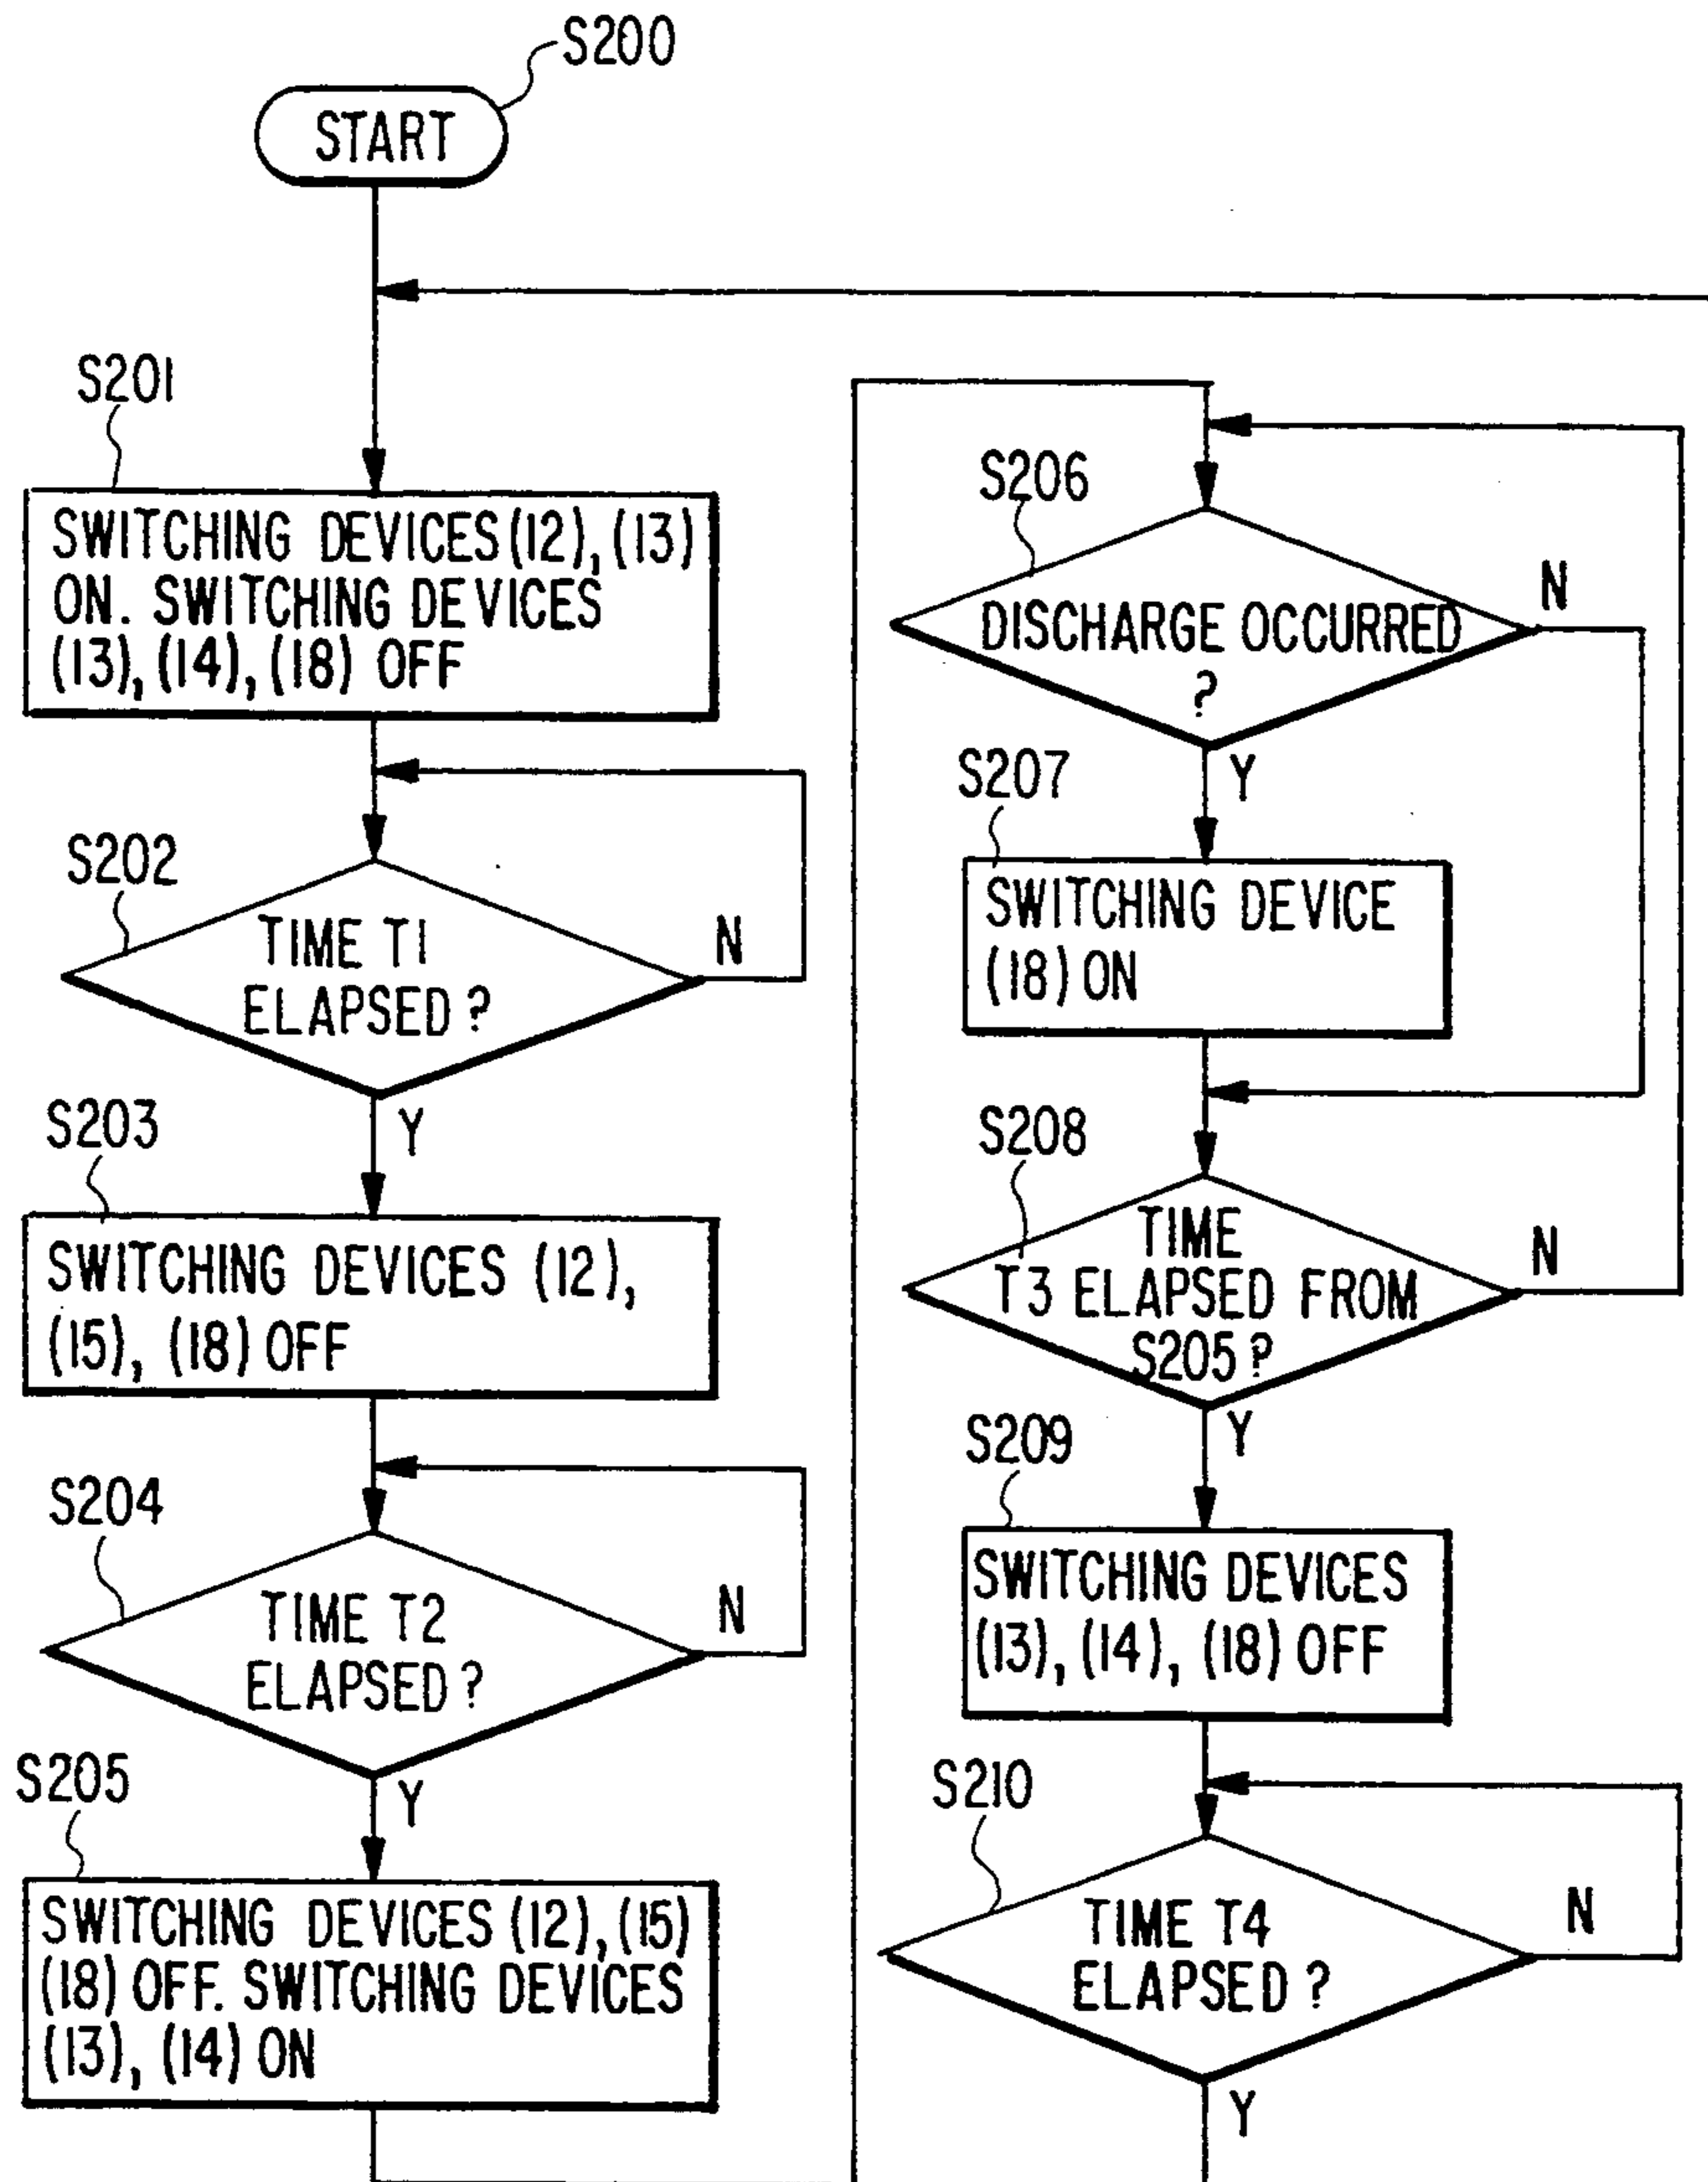 S200
START
S201
SWITCHING DEVICES (12), (13)
ON. SWITCHING DEVICES
(13), (14), (18) OFF
S202
TIME T1
ELAPSED ?
N
Y
S203
SWITCHING DEVICES (12),
(15), (18) OFF
S204
TIME T2
ELAPSED ?
N
Y
S205
SWITCHING DEVICES (12), (15)
(18) OFF. SWITCHING DEVICES
(13), (14) ON
S206
DISCHARGE OCCURRED
?
N
Y
S207
SWITCHING DEVICE
(18) ON
S208
TIME
T3 ELAPSED FROM
S205 ?
N
Y
S209
SWITCHING DEVICES
(13), (14), (18) OFF
S210
TIME T4
ELAPSED ?
N
Y